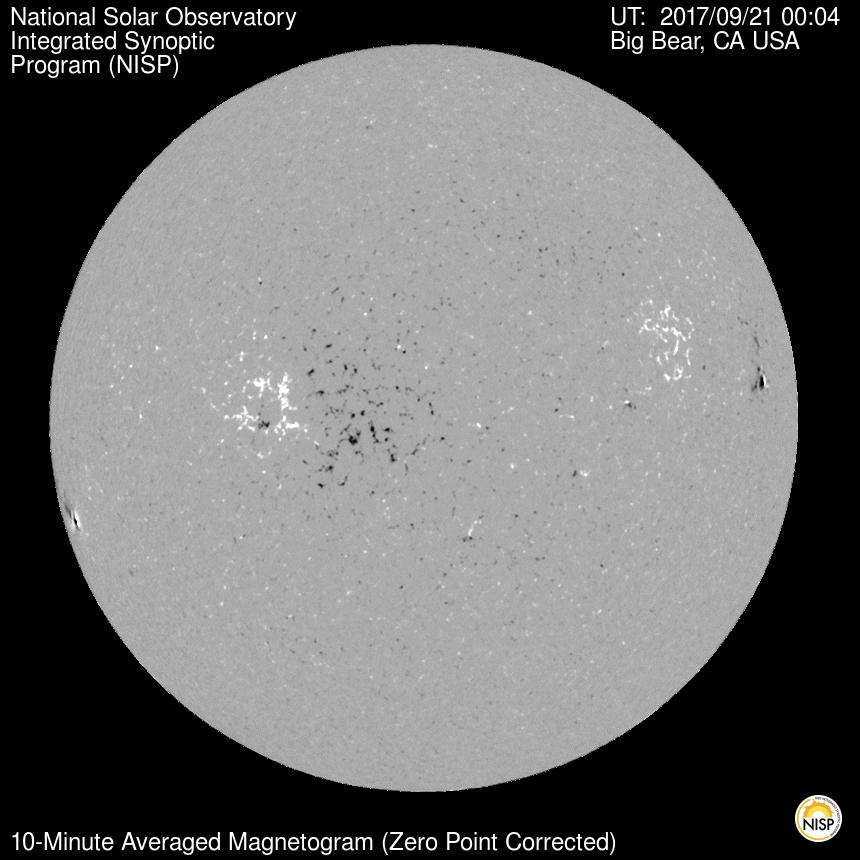 National Solar Observatory
Integrated Synoptic
Program (NISP)
UT:  2017/09/21 00:04
Big Bear, CA USA
10-Minute Averaged Magnetogram (Zero Point Corrected)
NISP